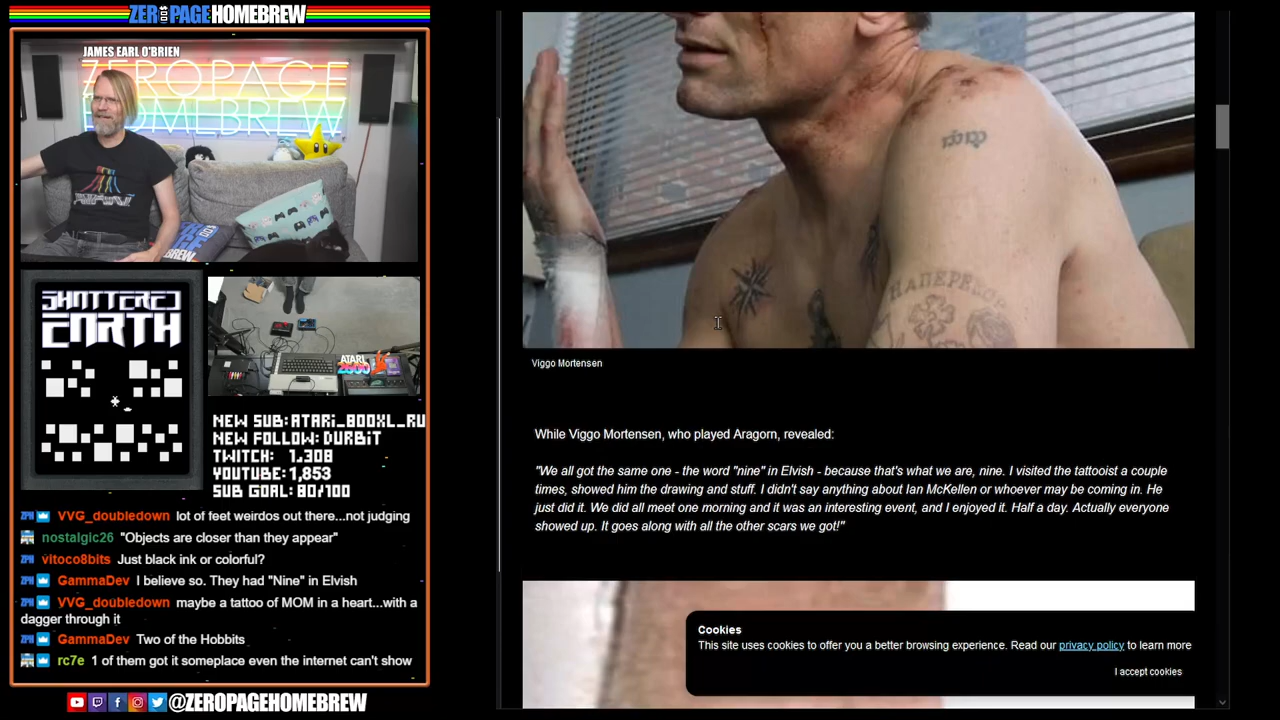 ZEROPAGEHOMEBREW
JAMES EARL O'BRIEN
ZEROPAGE
HOMEBREW
ATARI
SHATTERED
EARTH
ATARI
2600
NEW SUB:ATARI_800XL_RU
NEW FOLLOW:DURBIT
TWITCH: 1,308
YOUTUBE:1,853
SUB GOAL:80/100
VVG_doubledown lot of feet weirdos out there...not judging
nostalgic26 "Objects are closer than they appear"
vitoco8bits Just black ink or colorful?
GammaDev I believe so. They had "Nine" in Elvish
VVG_doubledown maybe a tattoo of MOM in a heart...with a
dagger through it
GammaDev Two of the Hobbits
rc7e 1 of them got it someplace even the internet can't show
@ZEROPAGEHOMEBREW
НАПЕРЕБОР
Viggo Mortensen
While Viggo Mortensen, who played Aragorn, revealed:
"We all got the same one - the word "nine" in Elvish - because that's what we are, nine. I visited the tattooist a couple
times, showed him the drawing and stuff. I didn't say anything about Ian McKellen or whoever may be coming in. He
just did it. We did all meet one morning and it was an interesting event, and I enjoyed it. Half a day. Actually everyone
showed up. It goes along with all the other scars we got!"
Cookies
This site uses cookies to offer you a better browsing experience. Read our privacy policy to learn more
I accept cookies